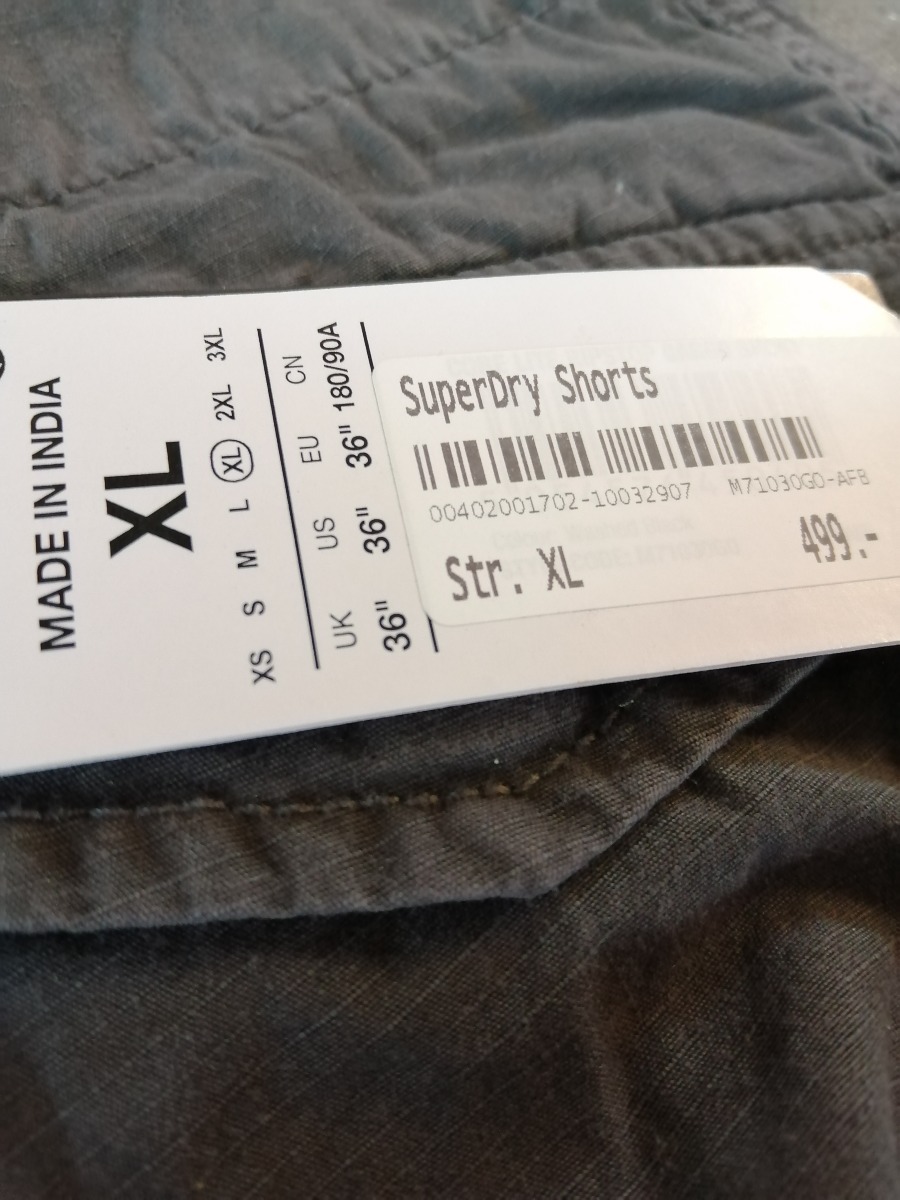 MADE IN INDIA
XL
XS S M L XL 2XL 3XL
UK US EU CN
36" 36" 36" 180/90A
SuperDry Shorts
00402001702-10032907 M71030GO-AFB
Str. XL 499.-